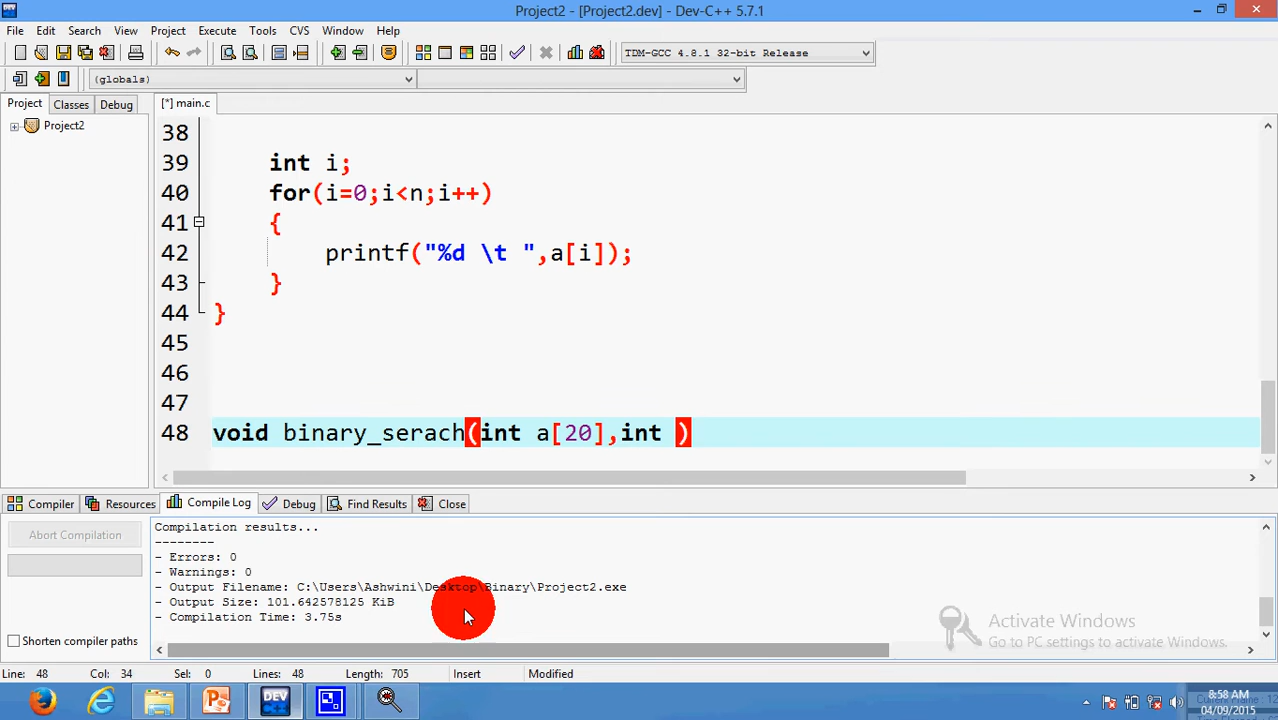 Project2 - [Project2.dev] - Dev-C++ 5.7.1
File Edit Search View Project Execute Tools CVS Window Help
TDM-GCC 4.8.1 32-bit Release
(globals)
Project Classes Debug
[*] main.c
Project2
38
39 int i;
40 for(i=0;i<n;i++)
41 {
42 printf("%d \t ",a[i]);
43 }
44 }
45
46
47
48 void binary_serach(int a[20],int )
Compiler Resources Compile Log Debug Find Results Close
Abort Compilation
Shorten compiler paths
Compilation results...
--------
- Errors: 0
- Warnings: 0
- Output Filename: C:\Users\Ashwini\Desktop\Binary\Project2.exe
- Output Size: 101.642578125 KiB
- Compilation Time: 3.75s
Activate Windows
Go to PC settings to activate Windows.
Line: 48 Col: 34 Sel: 0 Lines: 48 Length: 705 Insert Modified
DEV
8:58 AM
04/09/2015